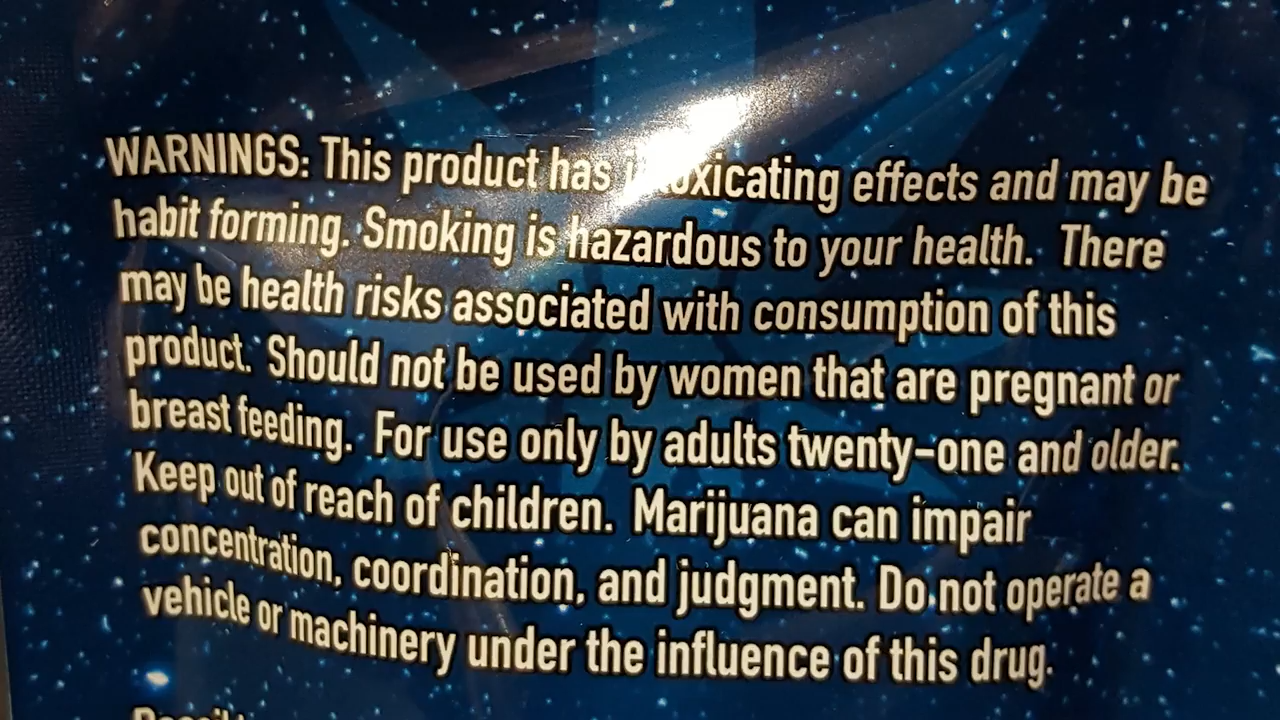 WARNINGS: This product has intoxicating effects and may be
habit forming. Smoking is hazardous to your health. There
may be health risks associated with consumption of this
product. Should not be used by women that are pregnant or
breast feeding. For use only by adults twenty-one and older.
Keep out of reach of children. Marijuana can impair
concentration, coordination, and judgment. Do not operate a
vehicle or machinery under the influence of this drug.